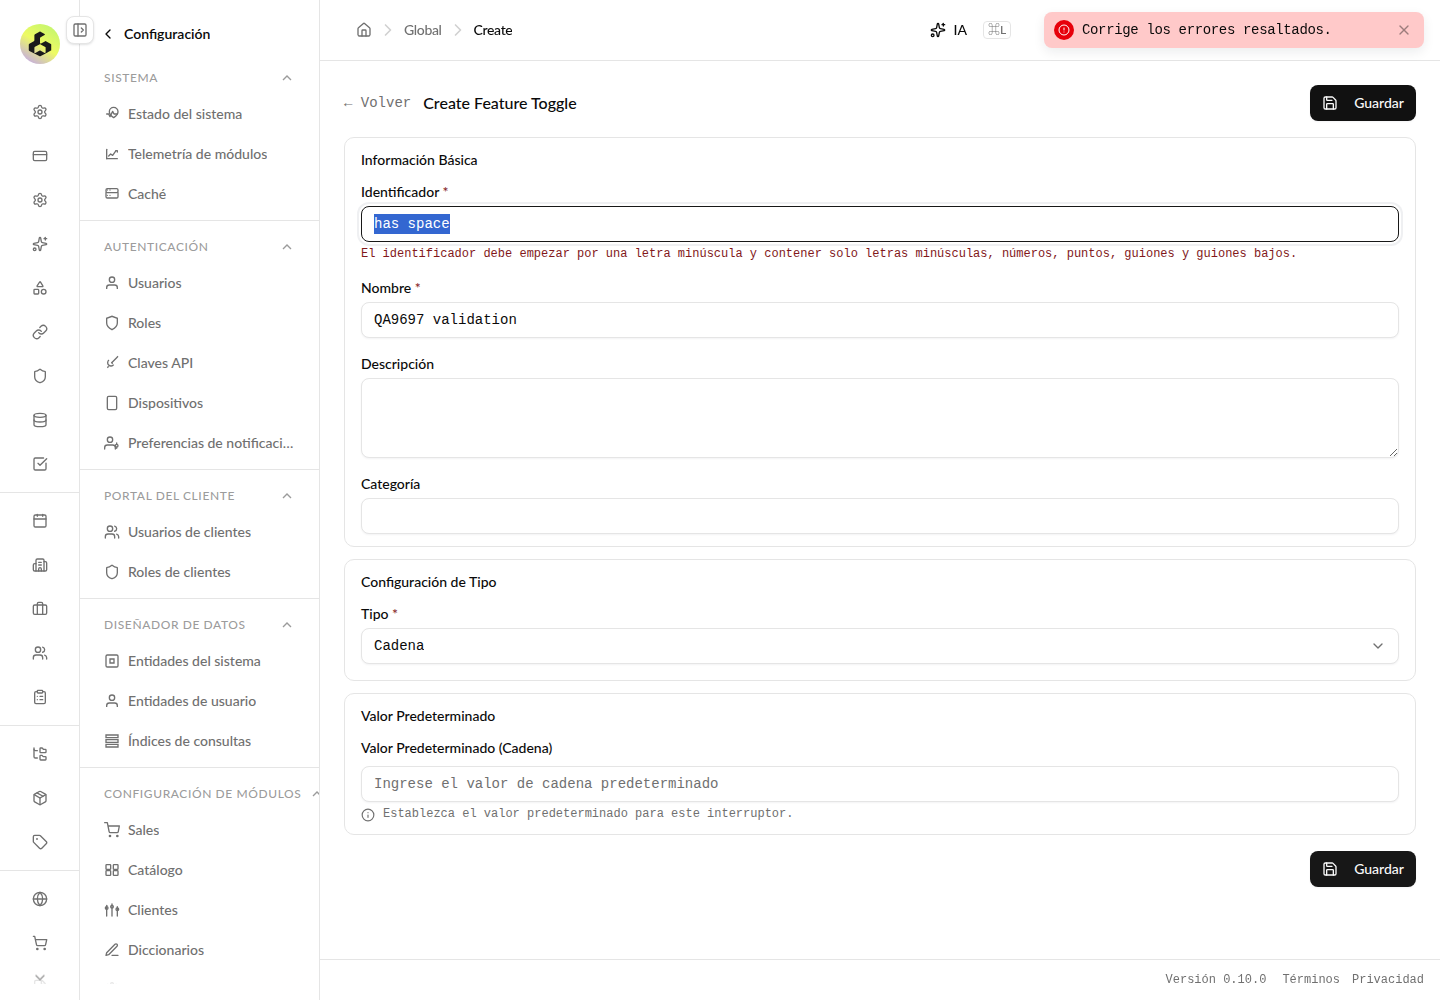 Configuración
Global
Create
IA
⌘L
Corrige los errores resaltados.
SISTEMA
Estado del sistema
Telemetría de módulos
Caché
AUTENTICACIÓN
Usuarios
Roles
Claves API
Dispositivos
Preferencias de notificaci...
PORTAL DEL CLIENTE
Usuarios de clientes
Roles de clientes
DISEÑADOR DE DATOS
Entidades del sistema
Entidades de usuario
Índices de consultas
CONFIGURACIÓN DE MÓDULOS
Sales
Catálogo
Clientes
Diccionarios
← Volver
Create Feature Toggle
Guardar
Información Básica
Identificador *
has space
El identificador debe empezar por una letra minúscula y contener solo letras minúsculas, números, puntos, guiones y guiones bajos.
Nombre *
QA9697 validation
Descripción
Categoría
Configuración de Tipo
Tipo *
Cadena
Valor Predeterminado
Valor Predeterminado (Cadena)
Ingrese el valor de cadena predeterminado
Establezca el valor predeterminado para este interruptor.
Guardar
Versión 0.10.0
Términos
Privacidad